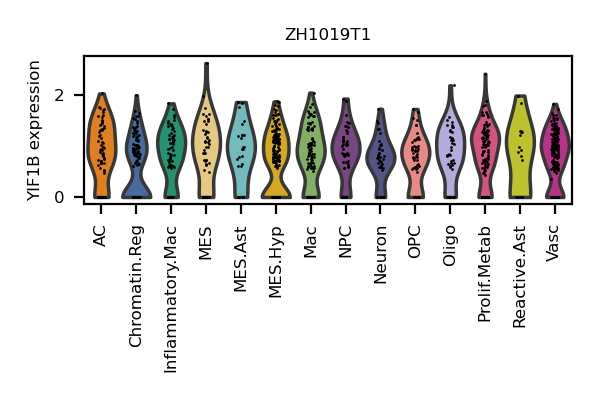 ZH1019T1
YIF1B expression
2
0
AC
Chromatin.Reg
Inflammatory.Mac
MES
MES.Ast
MES.Hyp
Mac
NPC
Neuron
OPC
Oligo
Prolif.Metab
Reactive.Ast
Vasc